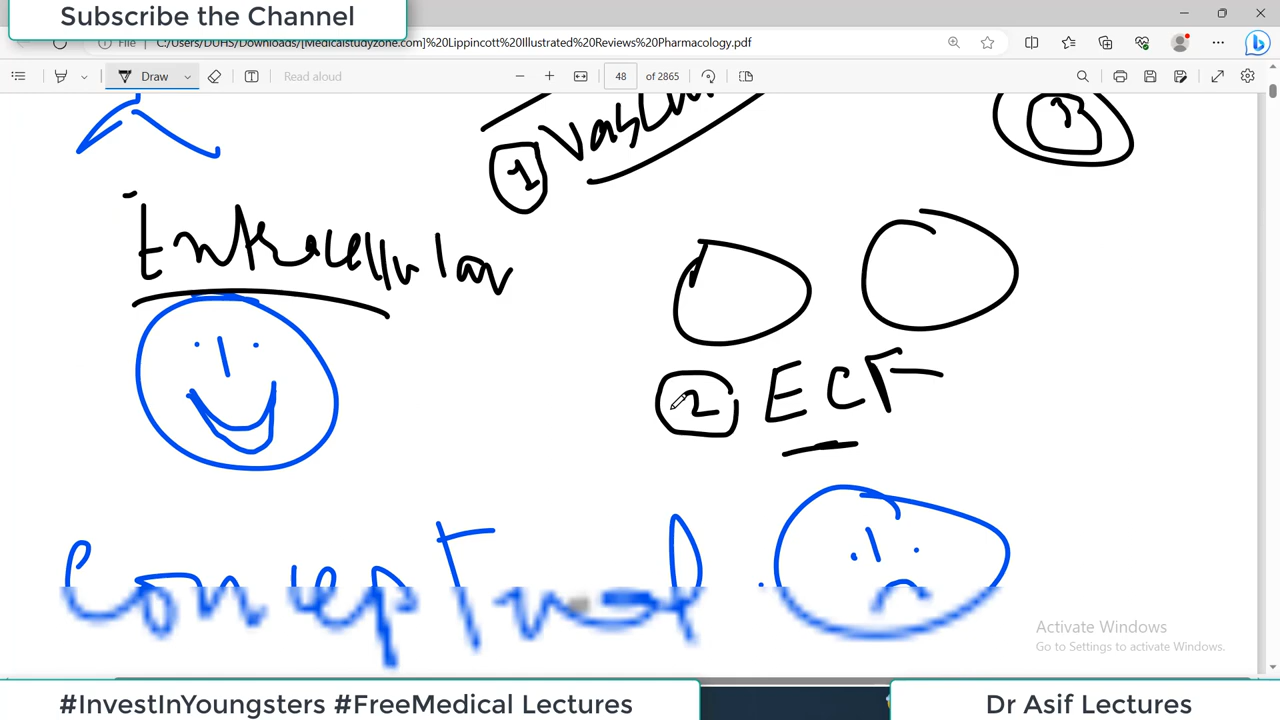 Subscribe the Channel
File C:/Users/DUHS/Downloads/[Medicalstudyzone.com]%20Lippincott%20Illustrated%20Reviews%20Pharmacology.pdf
Draw Read aloud 48 of 2865
1
3
Intracellular
2 ECF
Conceptual
Activate Windows
Go to Settings to activate Windows.
#InvestInYoungsters #FreeMedical Lectures
Dr Asif Lectures